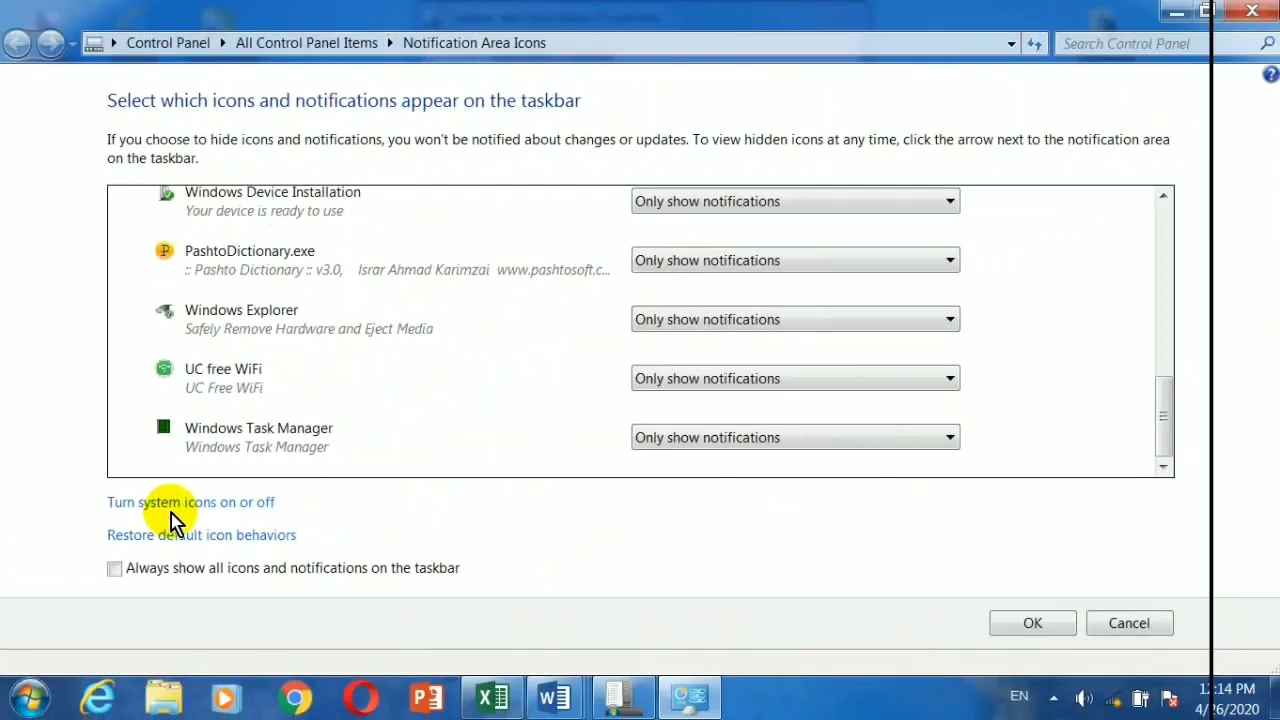 Control Panel ▸ All Control Panel Items ▸ Notification Area Icons
Search Control Panel
Select which icons and notifications appear on the taskbar
If you choose to hide icons and notifications, you won't be notified about changes or updates. To view hidden icons at any time, click the arrow next to the notification area
on the taskbar.
Windows Device Installation
Your device is ready to use
Only show notifications
PashtoDictionary.exe
:: Pashto Dictionary :: v3.0, Israr Ahmad Karimzai www.pashtosoft.c...
Only show notifications
Windows Explorer
Safely Remove Hardware and Eject Media
Only show notifications
UC free WiFi
UC Free WiFi
Only show notifications
Windows Task Manager
Windows Task Manager
Only show notifications
Turn system icons on or off
Restore default icon behaviors
Always show all icons and notifications on the taskbar
OK
Cancel
EN
12:14 PM
4/26/2020